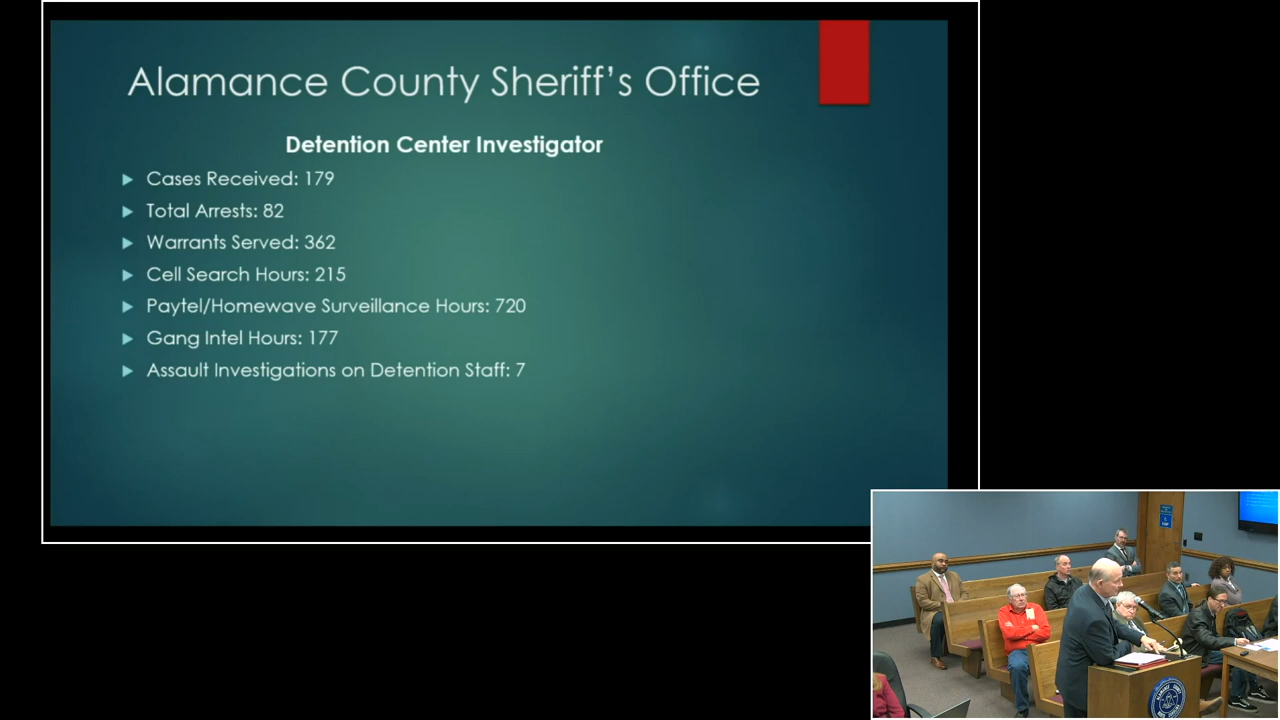 Alamance County Sheriff's Office
Detention Center Investigator
Cases Received: 179
Total Arrests: 82
Warrants Served: 362
Cell Search Hours: 215
Paytel/Homewave Surveillance Hours: 720
Gang Intel Hours: 177
Assault Investigations on Detention Staff: 7